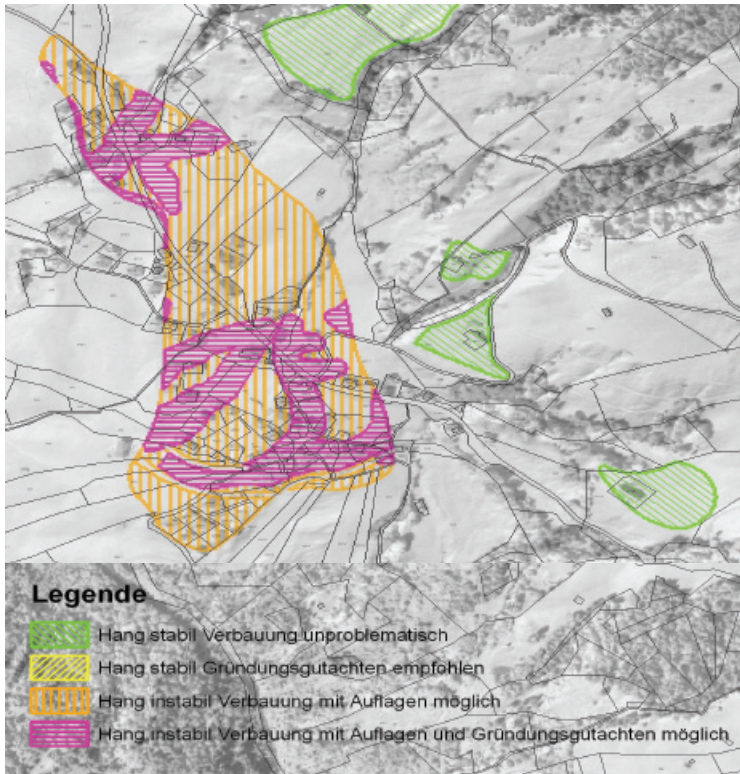 Legende
Hang stabil Verbauung unproblematisch
Hang stabil Gründungsgutachten empfohlen
Hang instabil Verbauung mit Auflagen möglich
Hang instabil Verbauung mit Auflagen und Gründungsgutachten möglich